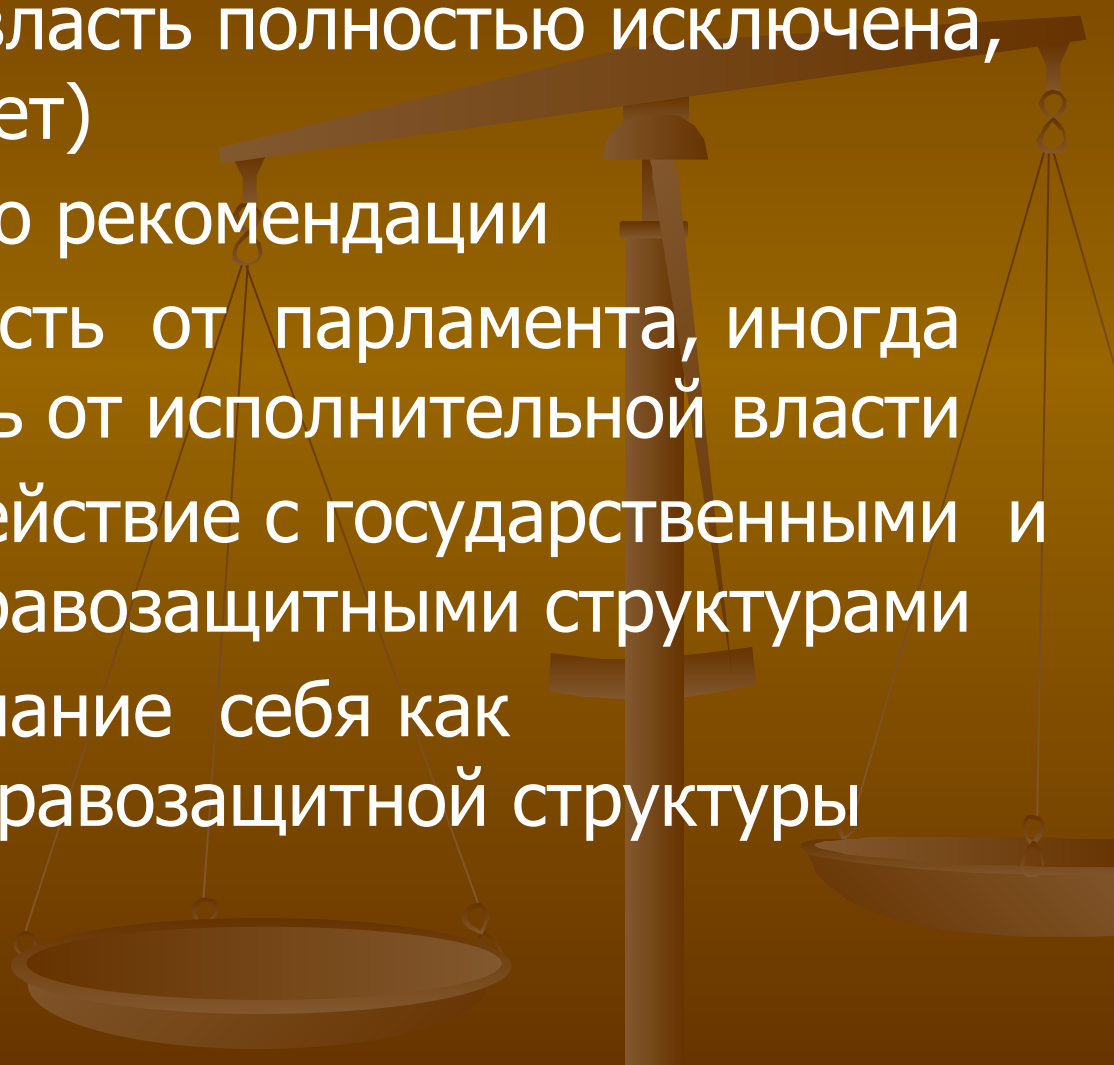 власть полностью исключена,
ет)
о рекомендации
сть от парламента, иногда
ь от исполнительной власти
ействие с государственными и
равозащитными структурами
ание себя как
равозащитной структуры